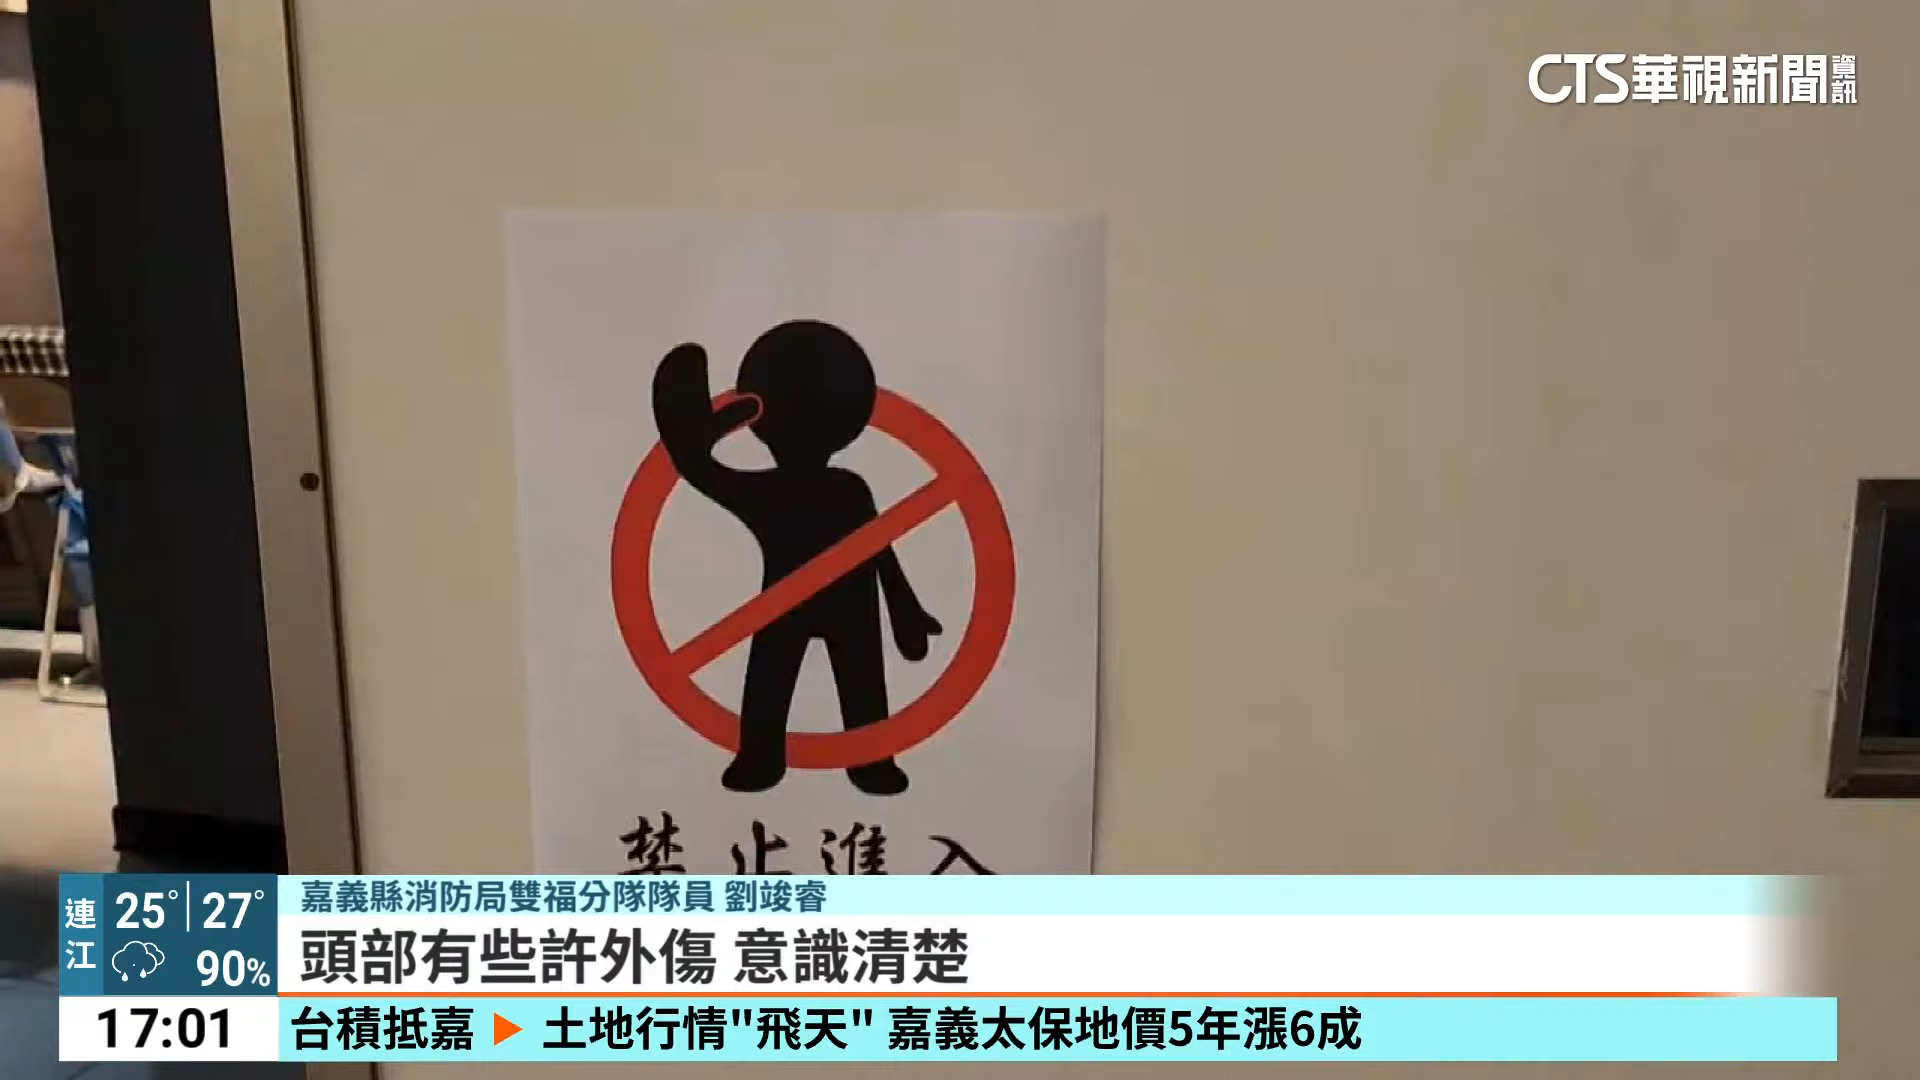 CTS華視新聞資訊
禁止進入
連江
25° 27°
90%
嘉義縣消防局雙福分隊隊員 劉竣睿
頭部有些許外傷 意識清楚
17:01
台積抵嘉 ▶ 土地行情"飛天" 嘉義太保地價5年漲6成